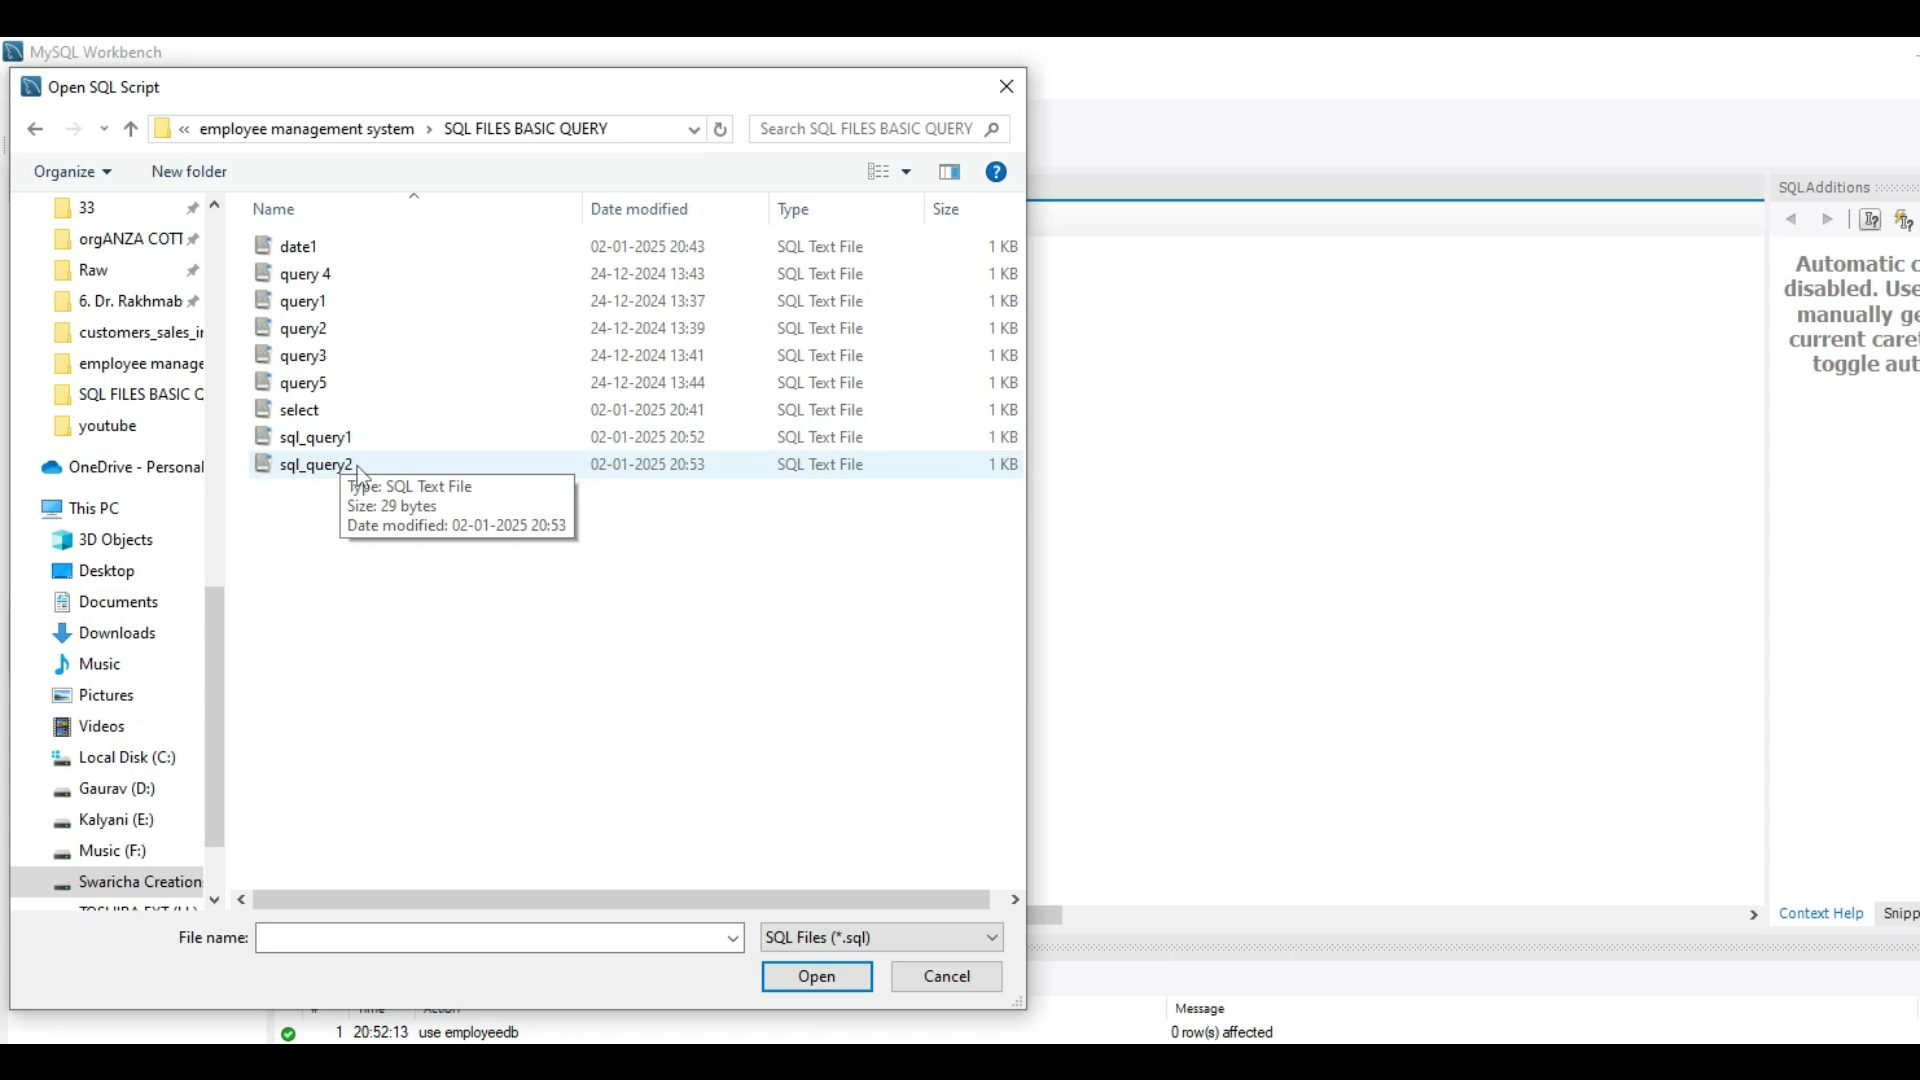 MySQL Workbench
Open SQL Script
« employee management system › SQL FILES BASIC QUERY
Search SQL FILES BASIC QUERY
Organize
New folder
33
orgANZA COTT
Raw
6. Dr. Rakhmab
customers_sales_ir
employee manage
SQL FILES BASIC Q
youtube
OneDrive - Personal
This PC
3D Objects
Desktop
Documents
Downloads
Music
Pictures
Videos
Local Disk (C:)
Gaurav (D:)
Kalyani (E:)
Music (F:)
Swaricha Creation
Name Date modified Type Size
date1 02-01-2025 20:43 SQL Text File 1 KB
query 4 24-12-2024 13:43 SQL Text File 1 KB
query1 24-12-2024 13:37 SQL Text File 1 KB
query2 24-12-2024 13:39 SQL Text File 1 KB
query3 24-12-2024 13:41 SQL Text File 1 KB
query5 24-12-2024 13:44 SQL Text File 1 KB
select 02-01-2025 20:41 SQL Text File 1 KB
sql_query1 02-01-2025 20:52 SQL Text File 1 KB
sql_query2 02-01-2025 20:53 SQL Text File 1 KB
Type: SQL Text File
Size: 29 bytes
Date modified: 02-01-2025 20:53
File name:
SQL Files (*.sql)
Open
Cancel
SQLAdditions
Automatic c
disabled. Use
manually ge
current caret
toggle aut
Context Help
Snipp
Message
1 20:52:13 use employeedb 0 row(s) affected